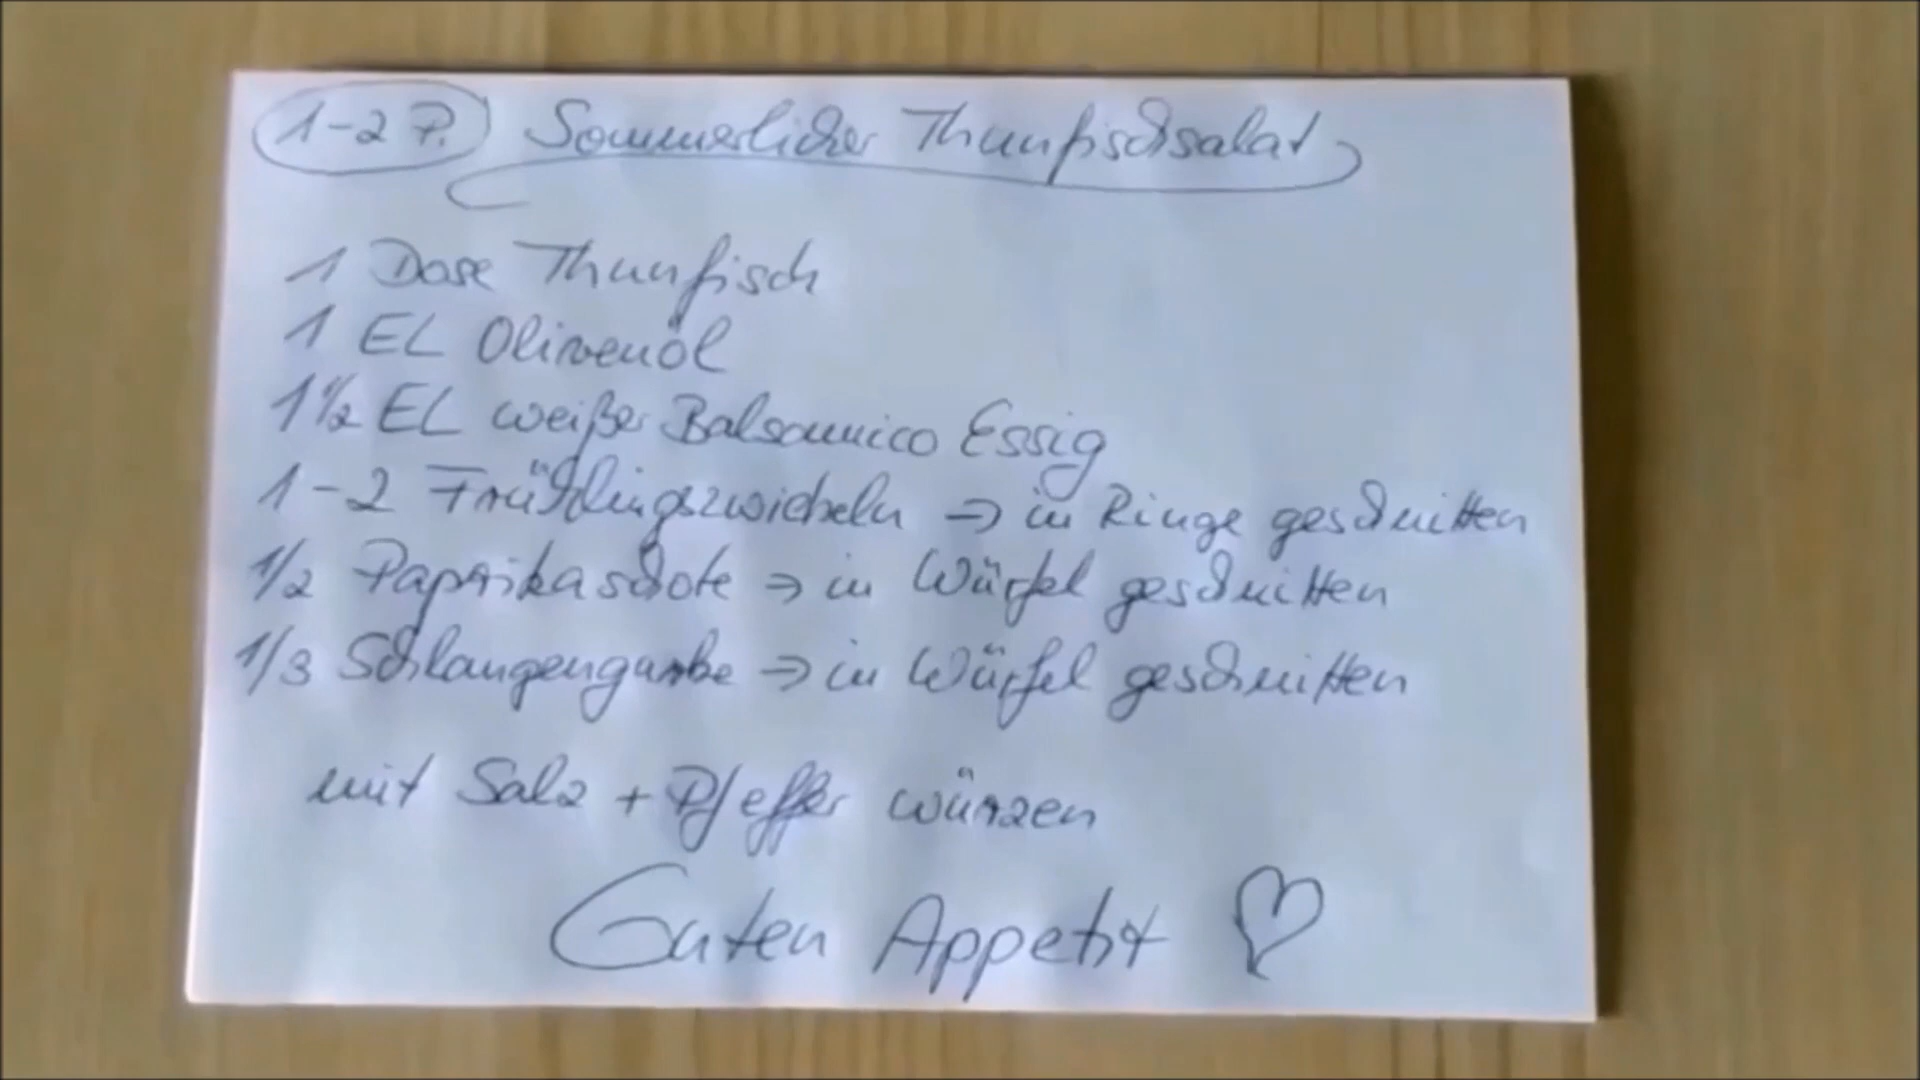 1-2 P. Sommerlicher Thunfischsalat
1 Dose Thunfisch
1 EL Olivenöl
1 1/2 EL weißer Balsamico Essig
1-2 Frühlingszwiebeln → in Ringe geschnitten
1/2 Paprikaschote → in Würfel geschnitten
1/3 Schlangengurke → in Würfel geschnitten
mit Salz + Pfeffer würzen
Guten Appetit ♡